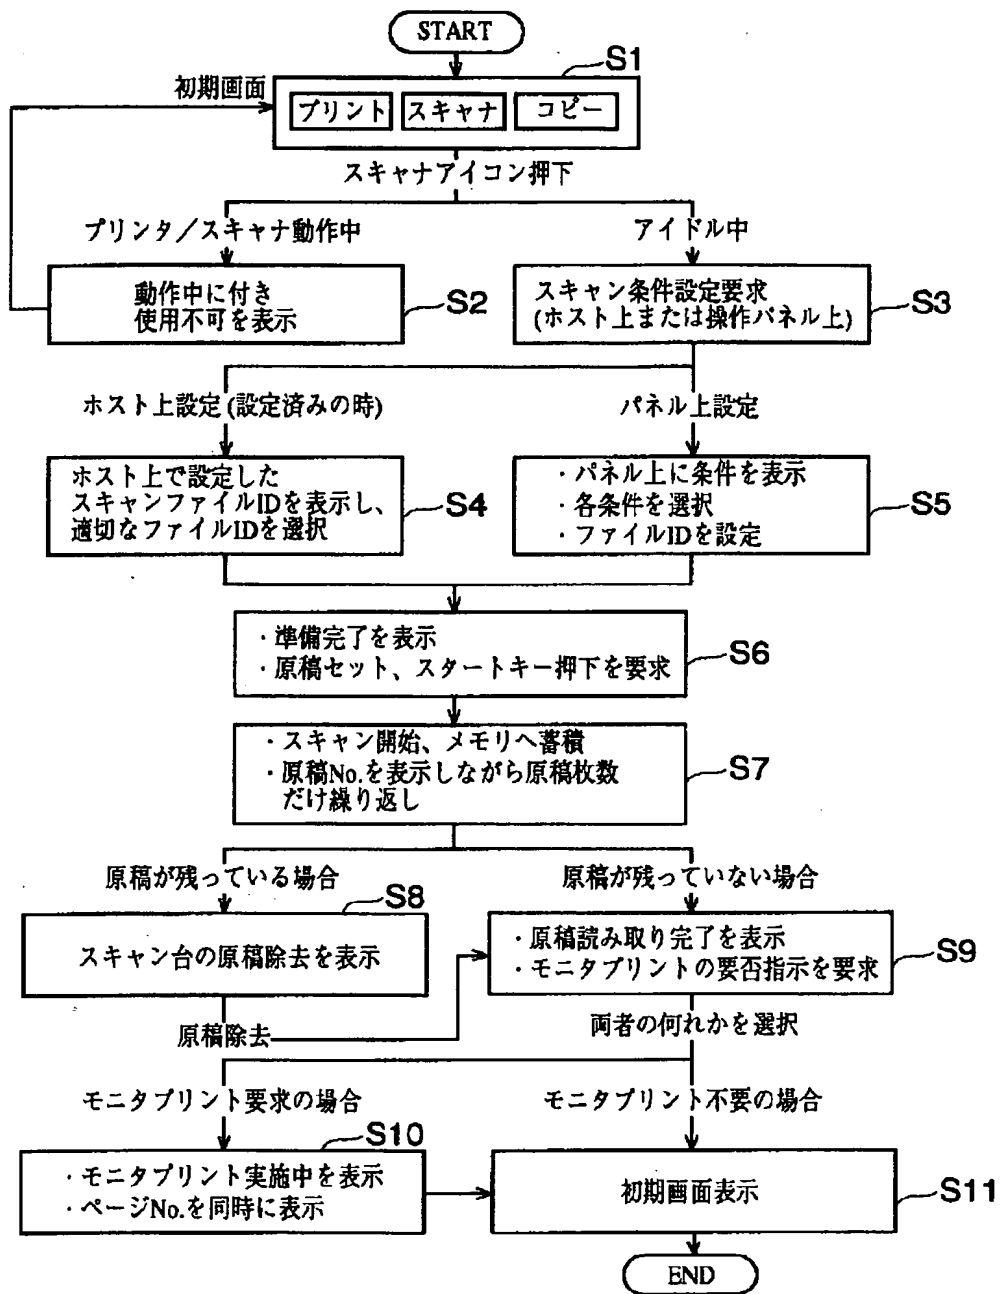 START
S1
初期画面
プリント スキャナ コピー
スキャナアイコン押下
プリンタ／スキャナ動作中
アイドル中
動作中に付き
使用不可を表示
S2
スキャン条件設定要求
(ホスト上または操作パネル上)
S3
ホスト上設定 (設定済みの時)
パネル上設定
ホスト上で設定した
スキャンファイルIDを表示し、
適切なファイルIDを選択
S4
・パネル上に条件を表示
・各条件を選択
・ファイルIDを設定
S5
・準備完了を表示
・原稿セット、スタートキー押下を要求
S6
・スキャン開始、メモリへ蓄積
・原稿No.を表示しながら原稿枚数
だけ繰り返し
S7
原稿が残っている場合
原稿が残っていない場合
S8
スキャン台の原稿除去を表示
・原稿読み取り完了を表示
・モニタプリントの要否指示を要求
S9
原稿除去
両者の何れかを選択
モニタプリント要求の場合
モニタプリント不要の場合
S10
・モニタプリント実施中を表示
・ページNo.を同時に表示
初期画面表示
S11
END